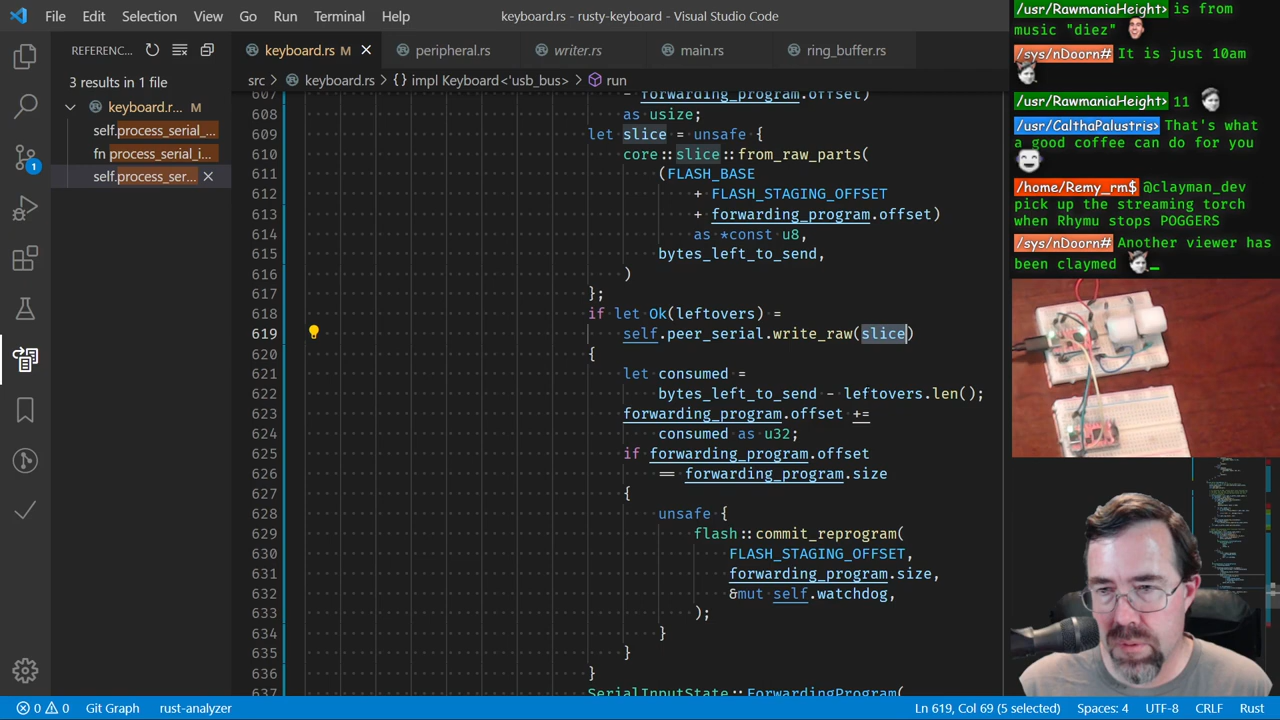 File Edit Selection View Go Run Terminal Help
keyboard.rs - rusty-keyboard - Visual Studio Code
REFERENC...
3 results in 1 file
keyboard.r... M
self.process_serial_...
fn process_serial_i...
self.process_ser...
keyboard.rs M
peripheral.rs
writer.rs
main.rs
ring_buffer.rs
src > keyboard.rs > {} impl Keyboard<'usb_bus> > run
607 - forwarding_program.offset)
608 as usize;
609 let slice = unsafe {
610 core::slice::from_raw_parts(
611 (FLASH_BASE
612 + FLASH_STAGING_OFFSET
613 + forwarding_program.offset)
614 as *const u8,
615 bytes_left_to_send,
616 )
617 };
618 if let Ok(leftovers) =
619 self.peer_serial.write_raw(slice)
620 {
621 let consumed =
622 bytes_left_to_send - leftovers.len();
623 forwarding_program.offset +=
624 consumed as u32;
625 if forwarding_program.offset
626 == forwarding_program.size
627 {
628 unsafe {
629 flash::commit_reprogram(
630 FLASH_STAGING_OFFSET,
631 forwarding_program.size,
632 &mut self.watchdog,
633 );
634 }
635 }
636 }
637 SerialInputState::ForwardingProgram(
/usr/RawmaniaHeight> is from
music "diez"
/sys/nDoorn# It is just 10am
/usr/RawmaniaHeight> 11
/usr/CalthaPalustris> That's what
a good coffee can do for you
/home/Remy_rm$ @clayman_dev
pick up the streaming torch
when Rhymu stops POGGERS
/sys/nDoorn# Another viewer has
been claymed _
1
0 0 Git Graph rust-analyzer
Ln 619, Col 69 (5 selected) Spaces: 4 UTF-8 CRLF Rust